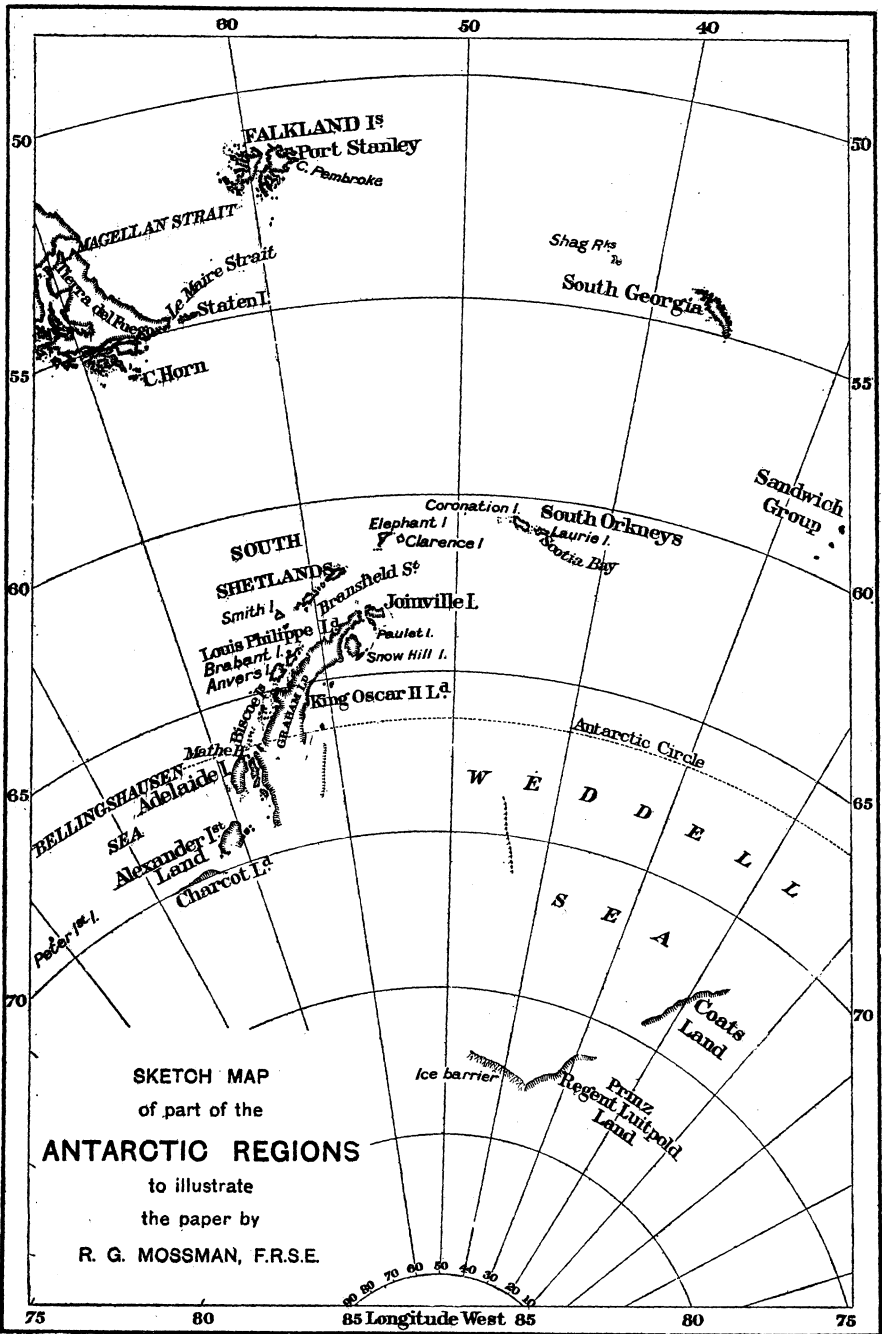 60 50 40
50 50
FALKLAND Is
Port Stanley
C. Pembroke
MAGELLAN STRAIT
Le Maire Strait
Tierra del Fuego
Staten I.
C. Horn
Shag Rks
South Georgia
55 55
Sandwich
Group
Coronation I.
South Orkneys
Laurie I.
Scotia Bay
Elephant I
Clarence I
SOUTH
SHETLANDS
Bransfield St
Smith I.
60 60
Joinville I.
Louis Philippe Ld
Paulet I.
Snow Hill I.
Brabant I.
Anvers I.
King Oscar II Ld
Biscoe Is
GRAHAM LD
Antarctic Circle
Mathe B.
Adelaide I.
BELLINGSHAUSEN
SEA
65 65
WEDDELL
SEA
Alexander Ist
Land
Charcot Ld
Peter Ist I.
70 70
Coats
Land
Ice barrier
Prinz
Regent Luitpold
Land
SKETCH MAP
of part of the
ANTARCTIC REGIONS
to illustrate
the paper by
R. G. MOSSMAN, F.R.S.E.
90 80 70 60 50 40 30 20 10
75 80 85 Longitude West 85 80 75